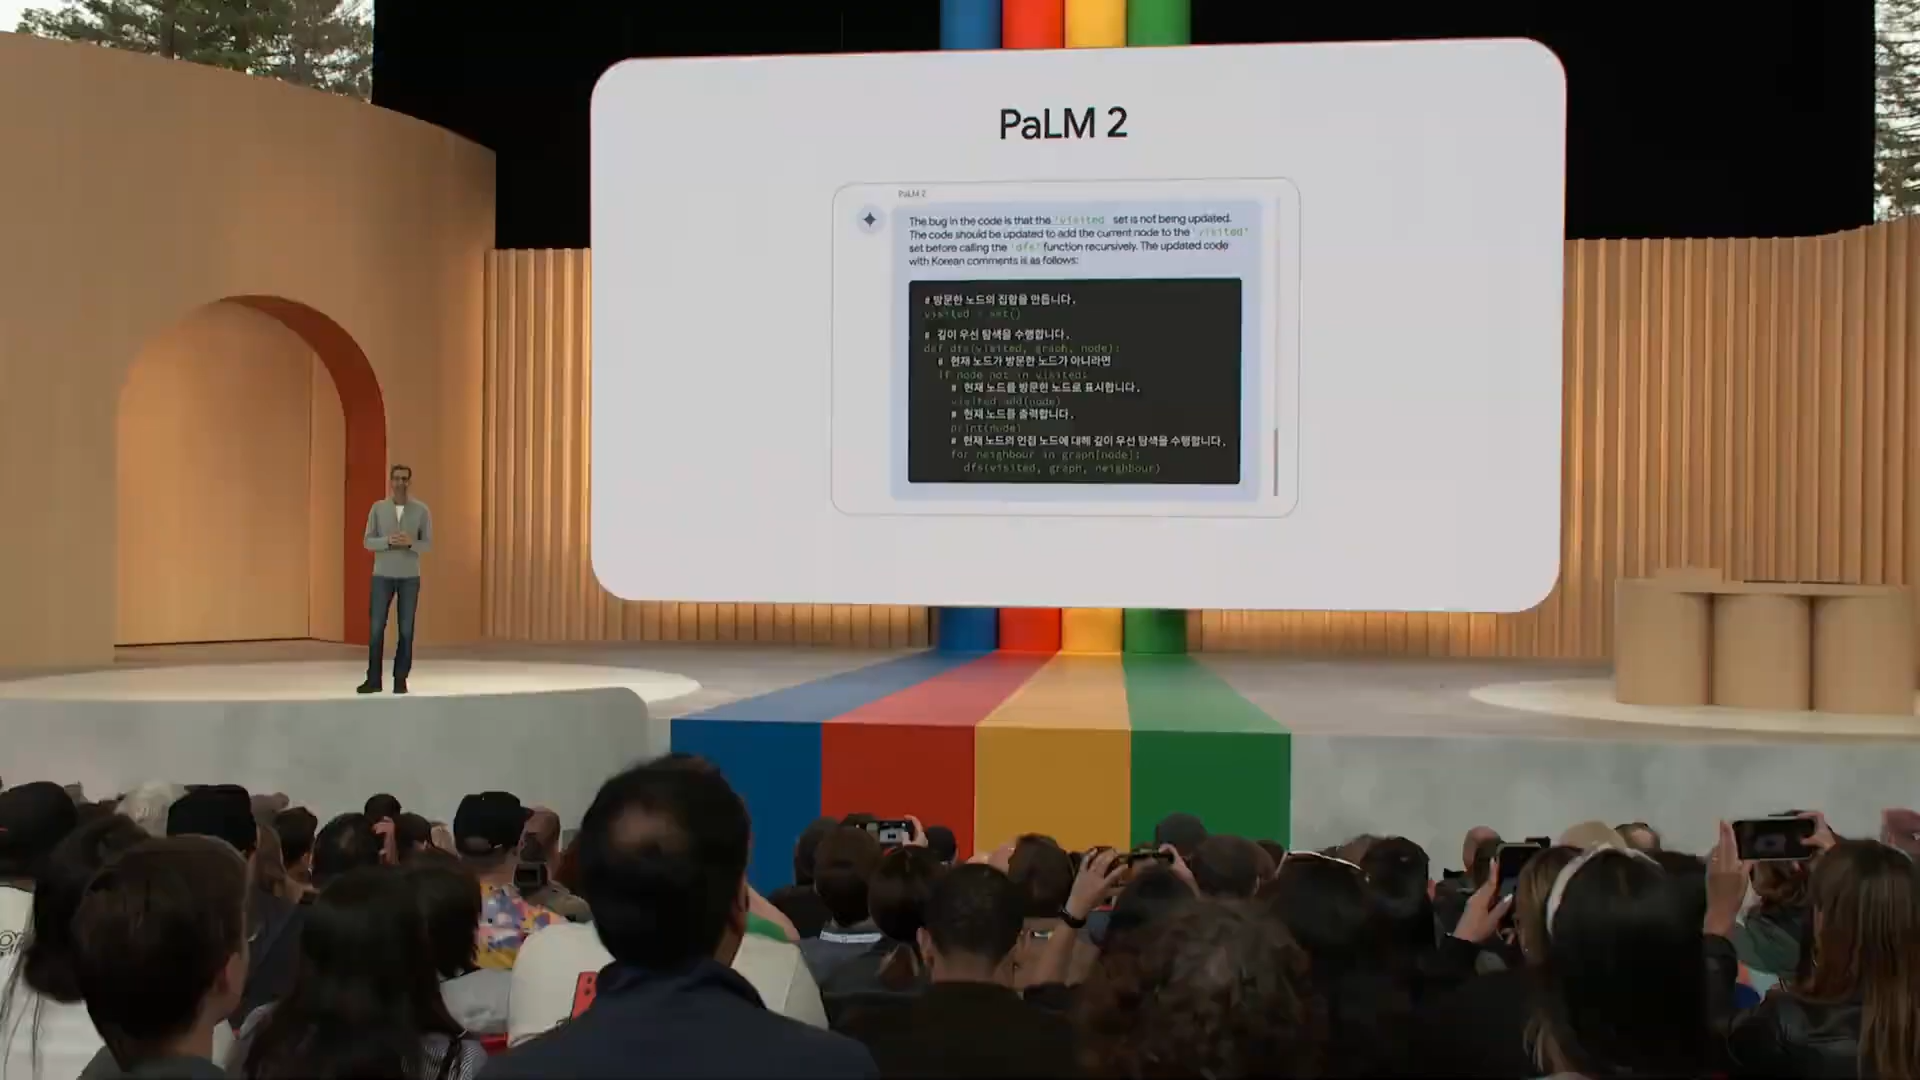 PaLM 2
PaLM 2
The bug in the code is that the 'visited' set is not being updated.
The code should be updated to add the current node to the 'visited'
set before calling the 'dfs' function recursively. The updated code
with Korean comments is as follows:
# 방문한 노드의 집합을 만듭니다.
visited = set()
# 깊이 우선 탐색을 수행합니다.
def dfs(visited, graph, node):
# 현재 노드가 방문한 노드가 아니라면
if node not in visited:
# 현재 노드를 방문한 노드로 표시합니다.
visited.add(node)
# 현재 노드를 출력합니다.
print(node)
# 현재 노드의 인접 노드에 대해 깊이 우선 탐색을 수행합니다.
for neighbour in graph[node]:
dfs(visited, graph, neighbour)